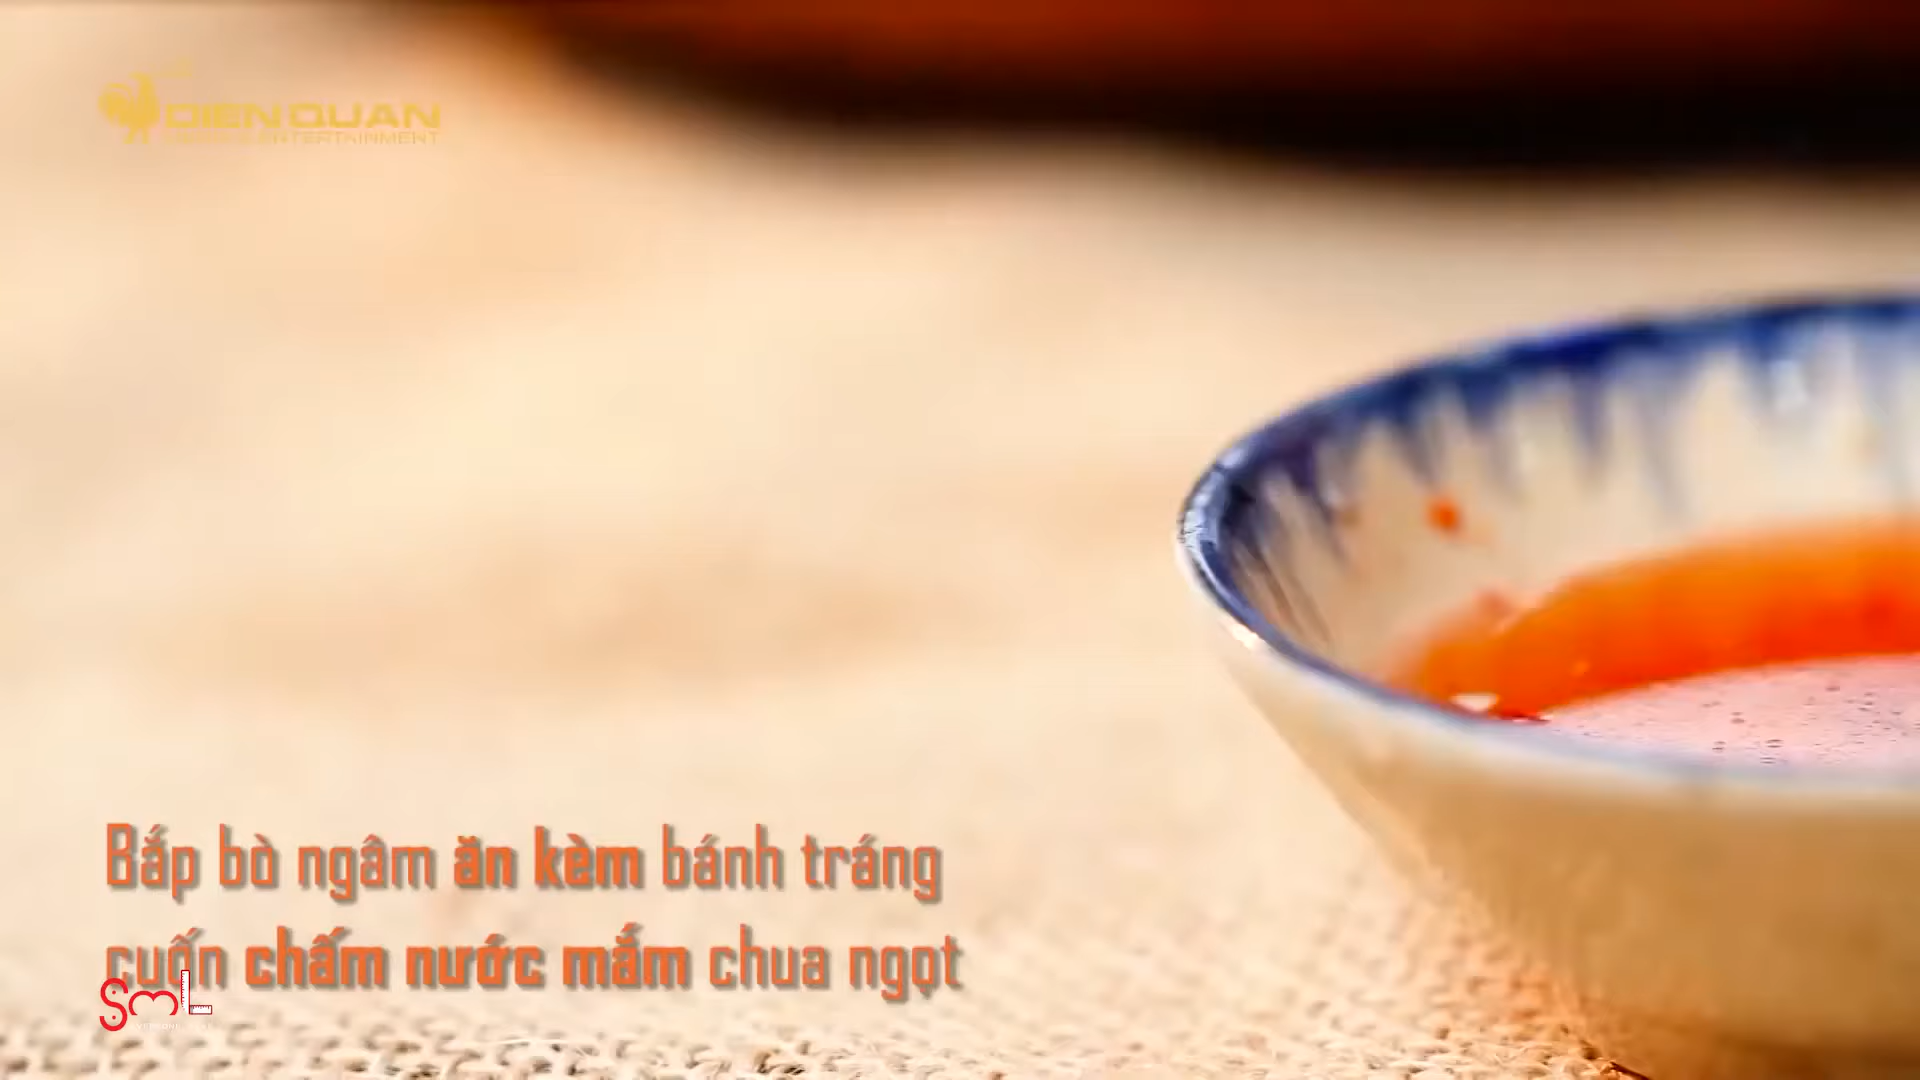 DIEN QUAN
ENTERTAINMENT
Bắp bò ngâm ăn kèm bánh tráng
cuốn chấm nước mắm chua ngọt
SmL